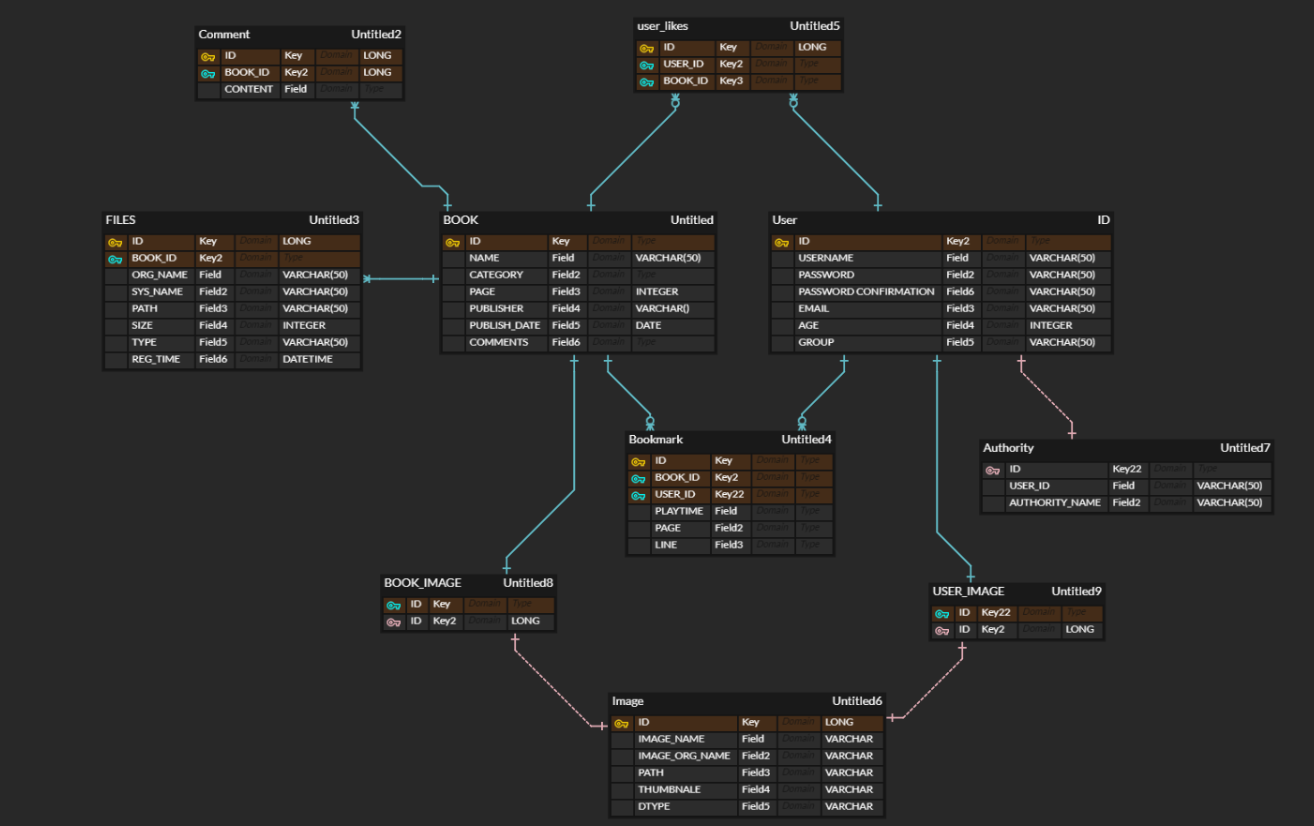 Comment Untitled2
ID Key Domain LONG
BOOK_ID Key2 Domain LONG
CONTENT Field Domain Type
user_likes Untitled5
ID Key Domain LONG
USER_ID Key2 Domain Type
BOOK_ID Key3 Domain Type
FILES Untitled3
ID Key Domain LONG
BOOK_ID Key2 Domain Type
ORG_NAME Field Domain VARCHAR(50)
SYS_NAME Field2 Domain VARCHAR(50)
PATH Field3 Domain VARCHAR(50)
SIZE Field4 Domain INTEGER
TYPE Field5 Domain VARCHAR(50)
REG_TIME Field6 Domain DATETIME
BOOK Untitled
ID Key Domain Type
NAME Field Domain VARCHAR(50)
CATEGORY Field2 Domain Type
PAGE Field3 Domain INTEGER
PUBLISHER Field4 Domain VARCHAR()
PUBLISH_DATE Field5 Domain DATE
COMMENTS Field6 Domain Type
User ID
ID Key2 Domain Type
USERNAME Field Domain VARCHAR(50)
PASSWORD Field2 Domain VARCHAR(50)
PASSWORD CONFIRMATION Field6 Domain VARCHAR(50)
EMAIL Field3 Domain VARCHAR(50)
AGE Field4 Domain INTEGER
GROUP Field5 Domain VARCHAR(50)
Bookmark Untitled4
ID Key Domain Type
BOOK_ID Key2 Domain Type
USER_ID Key22 Domain Type
PLAYTIME Field Domain Type
PAGE Field2 Domain Type
LINE Field3 Domain Type
Authority Untitled7
ID Key22 Domain Type
USER_ID Field Domain VARCHAR(50)
AUTHORITY_NAME Field2 Domain VARCHAR(50)
BOOK_IMAGE Untitled8
ID Key Domain Type
ID Key2 Domain LONG
USER_IMAGE Untitled9
ID Key22 Domain Type
ID Key2 Domain LONG
Image Untitled6
ID Key Domain LONG
IMAGE_NAME Field Domain VARCHAR
IMAGE_ORG_NAME Field2 Domain VARCHAR
PATH Field3 Domain VARCHAR
THUMBNALE Field4 Domain VARCHAR
DTYPE Field5 Domain VARCHAR